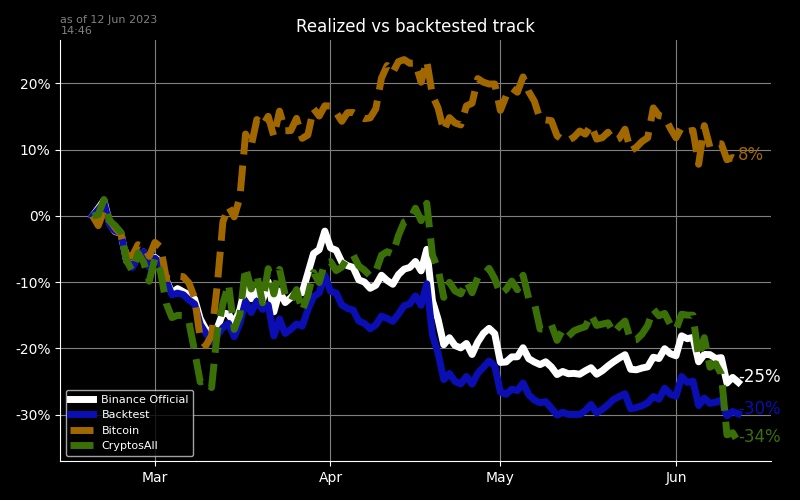 as of 12 Jun 2023
14:46
Realized vs backtested track
20%
10%
0%
-10%
-20%
-30%
8%
-25%
-30%
-34%
Binance Official
Backtest
Bitcoin
CryptosAll
Mar
Apr
May
Jun